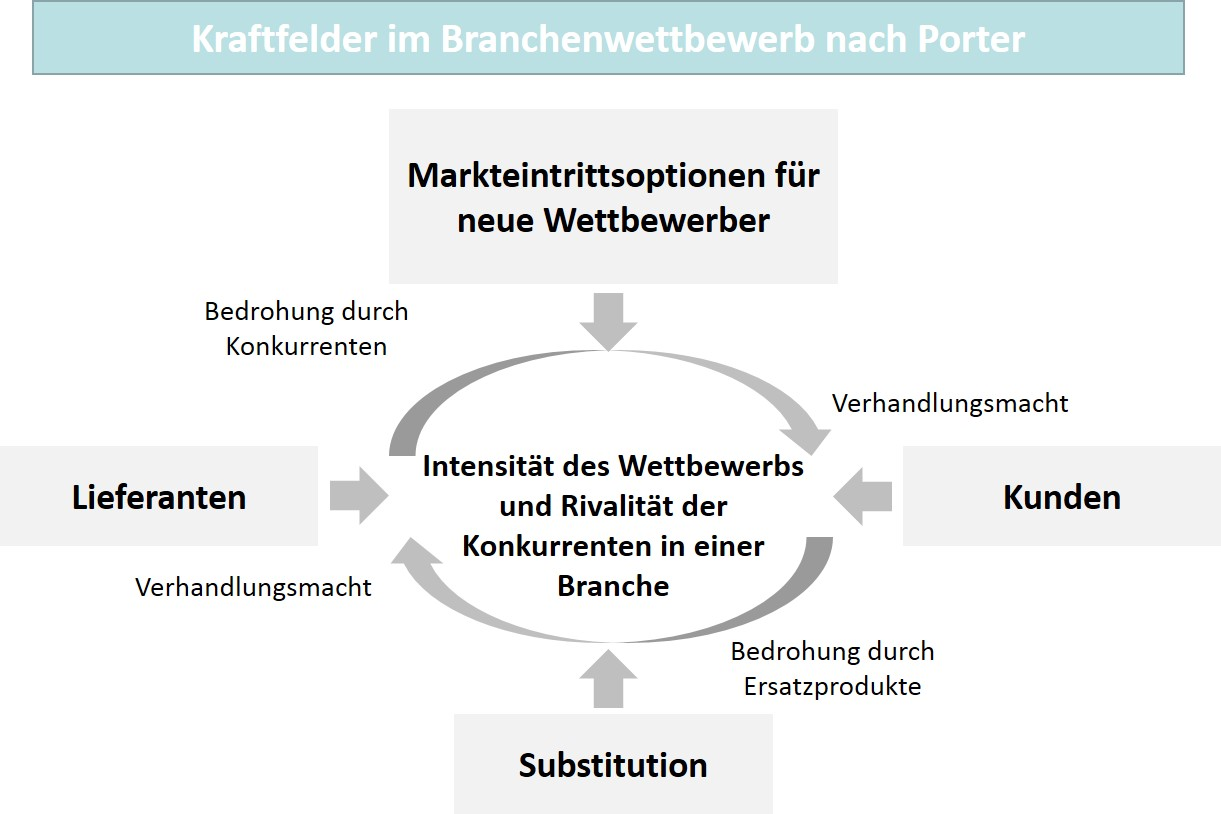 Kraftfelder im Branchenwettbewerb nach Porter
Markteintrittsoptionen für
neue Wettbewerber
Bedrohung durch
Konkurrenten
Verhandlungsmacht
Lieferanten
Intensität des Wettbewerbs
und Rivalität der
Konkurrenten in einer
Branche
Kunden
Verhandlungsmacht
Bedrohung durch
Ersatzprodukte
Substitution